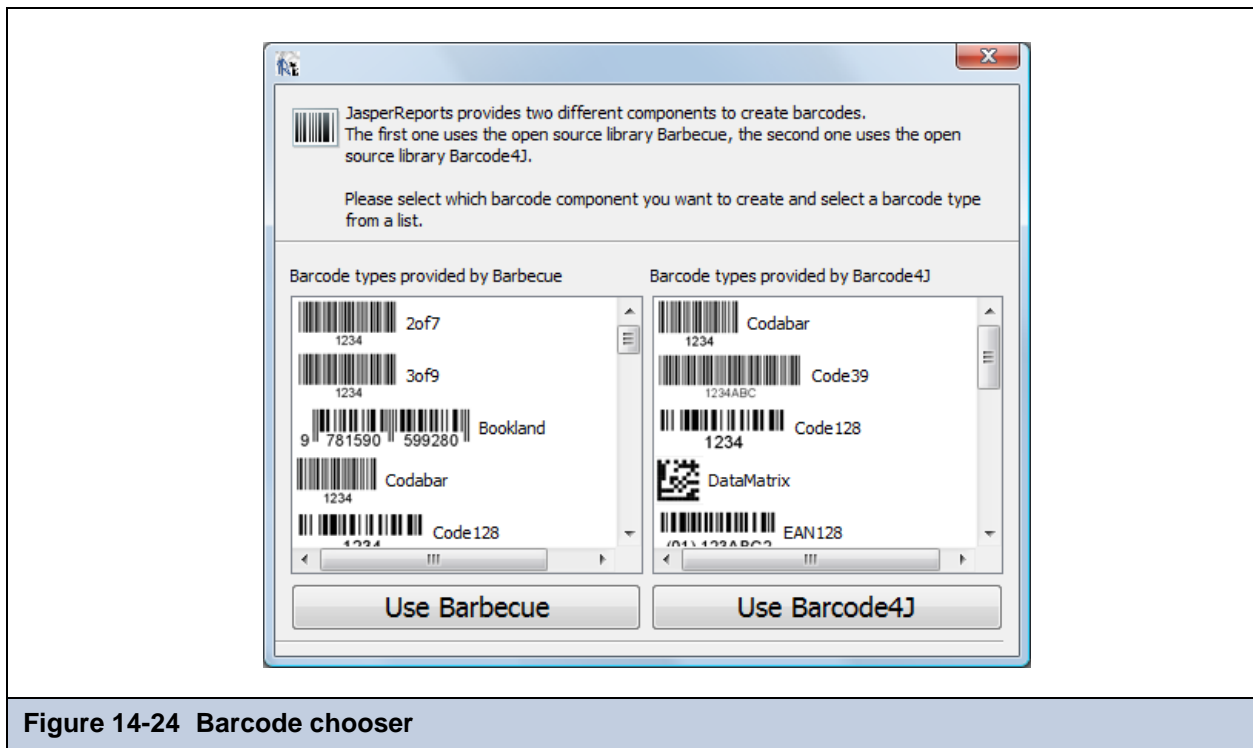 JasperReports provides two different components to create barcodes.
The first one uses the open source library Barbecue, the second one uses the open
source library Barcode4J.
Please select which barcode component you want to create and select a barcode type
from a list.
Barcode types provided by Barbecue
2of7
1234
3of9
1234
Bookland
9 781590 599280
Codabar
1234
Code128
1234
Use Barbecue
Barcode types provided by Barcode4J
Codabar
1234
Code39
1234ABC
Code128
1234
DataMatrix
EAN128
(01) 123ABC2
Use Barcode4J
Figure 14-24 Barcode chooser